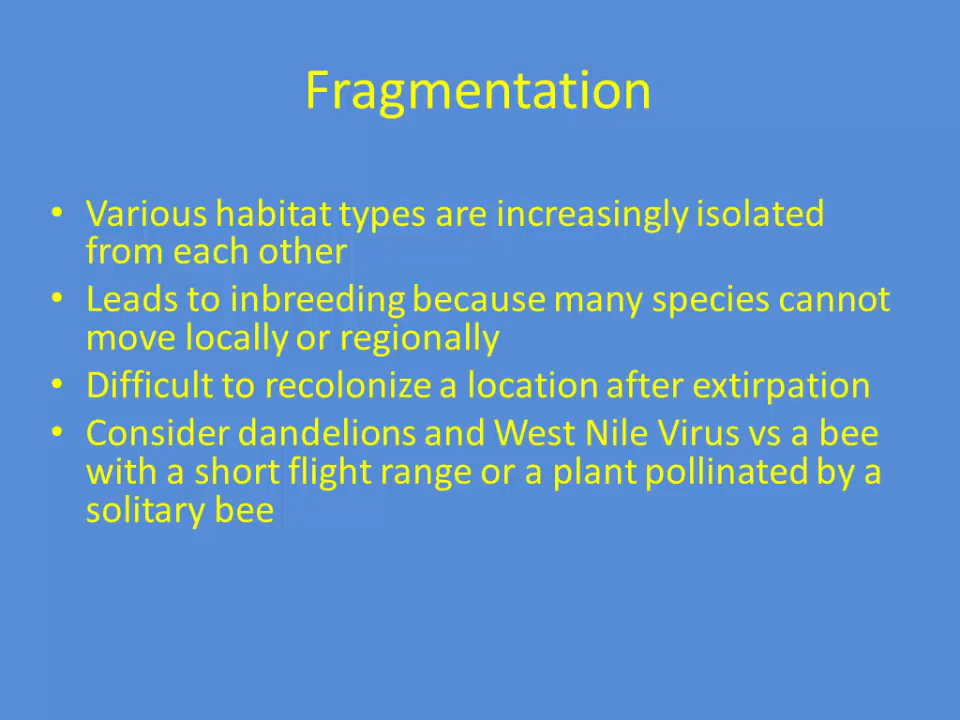 Fragmentation
• Various habitat types are increasingly isolated
from each other
• Leads to inbreeding because many species cannot
move locally or regionally
• Difficult to recolonize a location after extirpation
• Consider dandelions and West Nile Virus vs a bee
with a short flight range or a plant pollinated by a
solitary bee